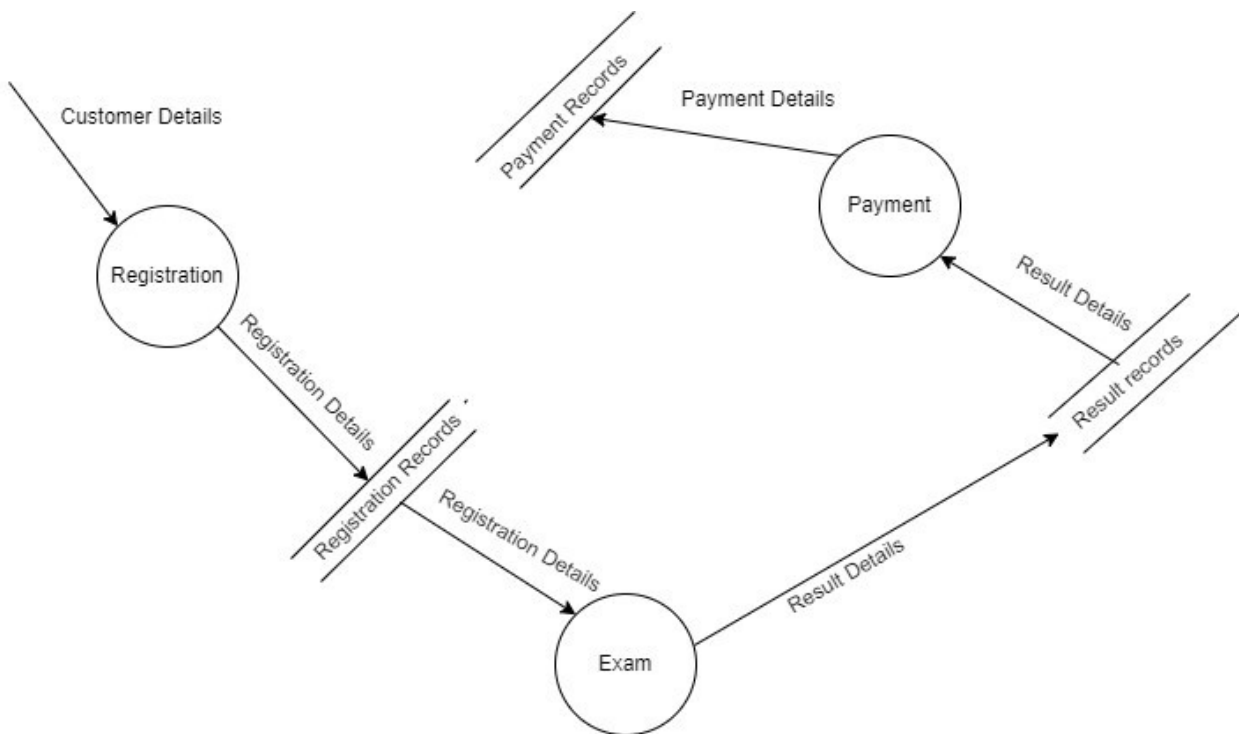 Customer Details
Registration
Registration Details
Registration Records
Registration Details
Exam
Result Details
Result records
Result Details
Payment
Payment Details
Payment Records